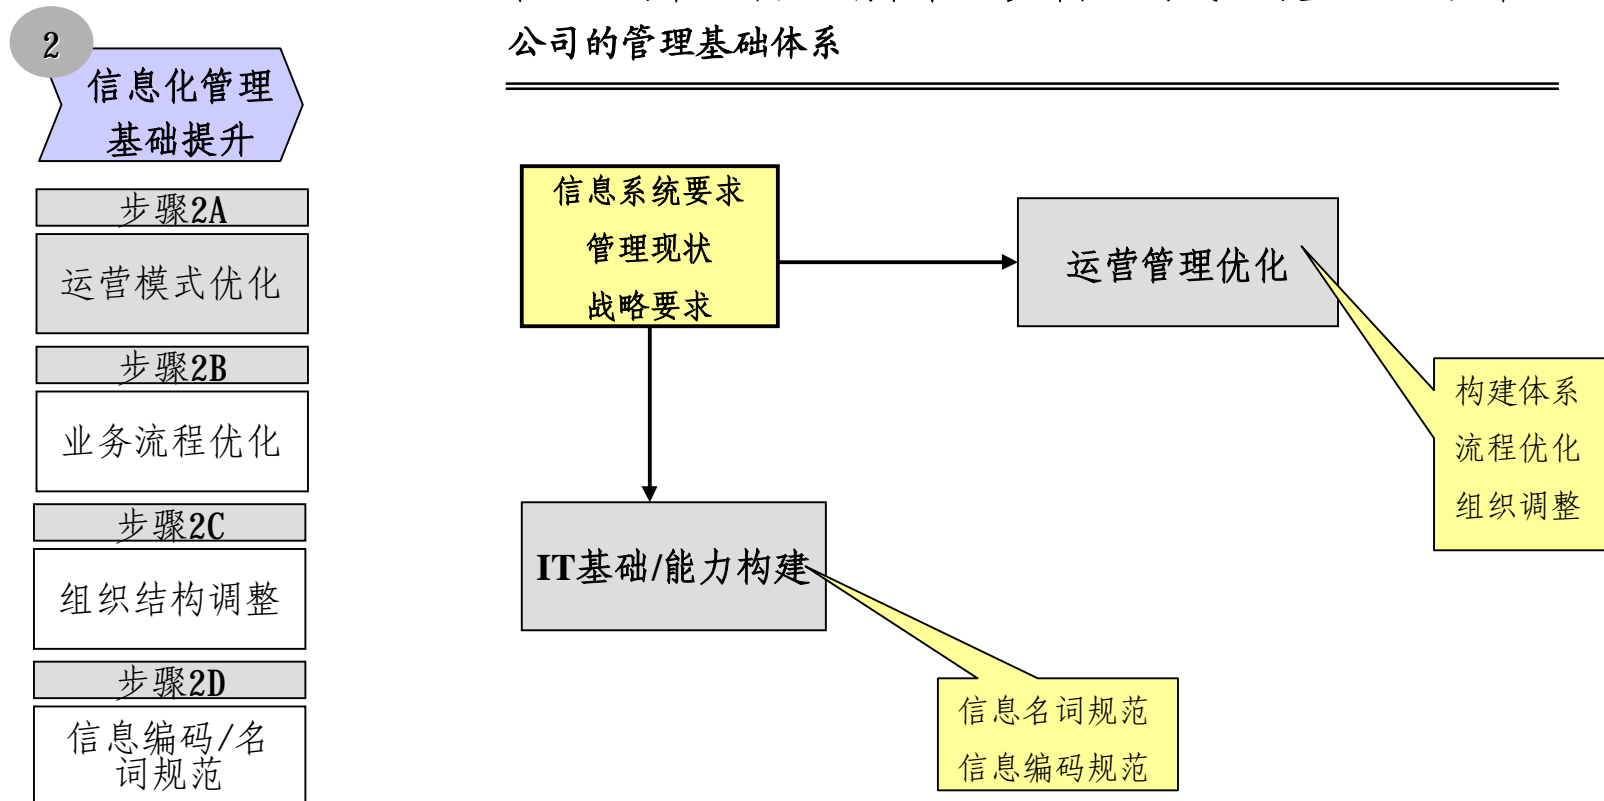 公司的管理基础体系
2
信息化管理
基础提升
步骤2A
运营模式优化
步骤2B
业务流程优化
步骤2C
组织结构调整
步骤2D
信息编码/名
词规范
信息系统要求
管理现状
战略要求
运营管理优化
构建体系
流程优化
组织调整
IT基础/能力构建
信息名词规范
信息编码规范